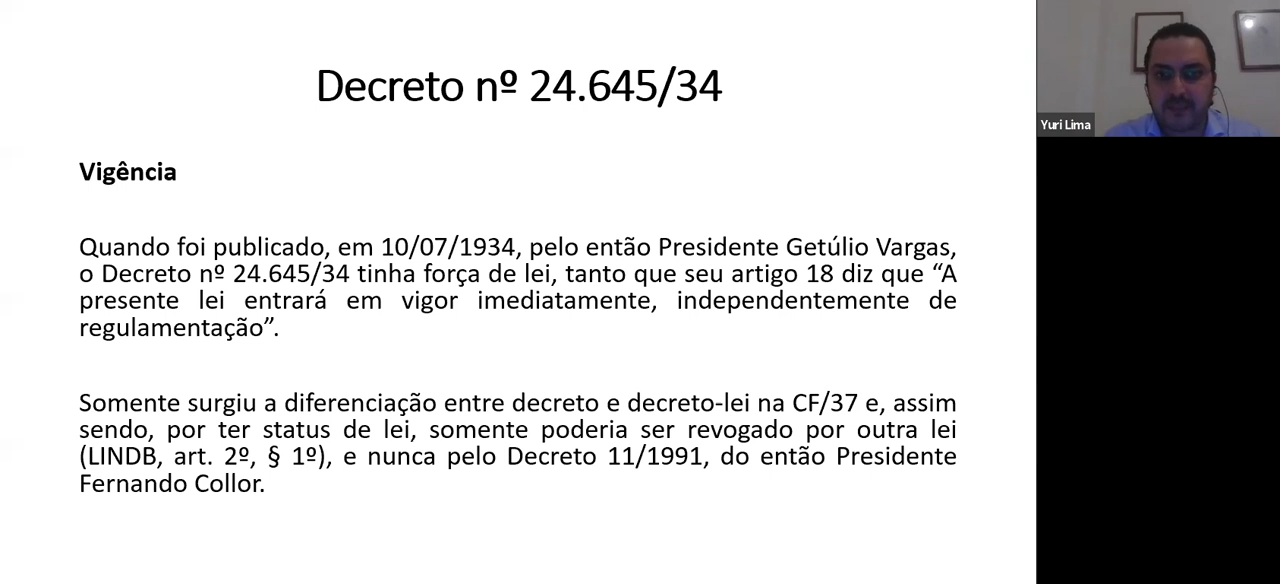 Decreto nº 24.645/34
Vigência
Quando foi publicado, em 10/07/1934, pelo então Presidente Getúlio Vargas,
o Decreto nº 24.645/34 tinha força de lei, tanto que seu artigo 18 diz que “A
presente lei entrará em vigor imediatamente, independentemente de
regulamentação”.
Somente surgiu a diferenciação entre decreto e decreto-lei na CF/37 e, assim
sendo, por ter status de lei, somente poderia ser revogado por outra lei
(LINDB, art. 2º, § 1º), e nunca pelo Decreto 11/1991, do então Presidente
Fernando Collor.
Yuri Lima